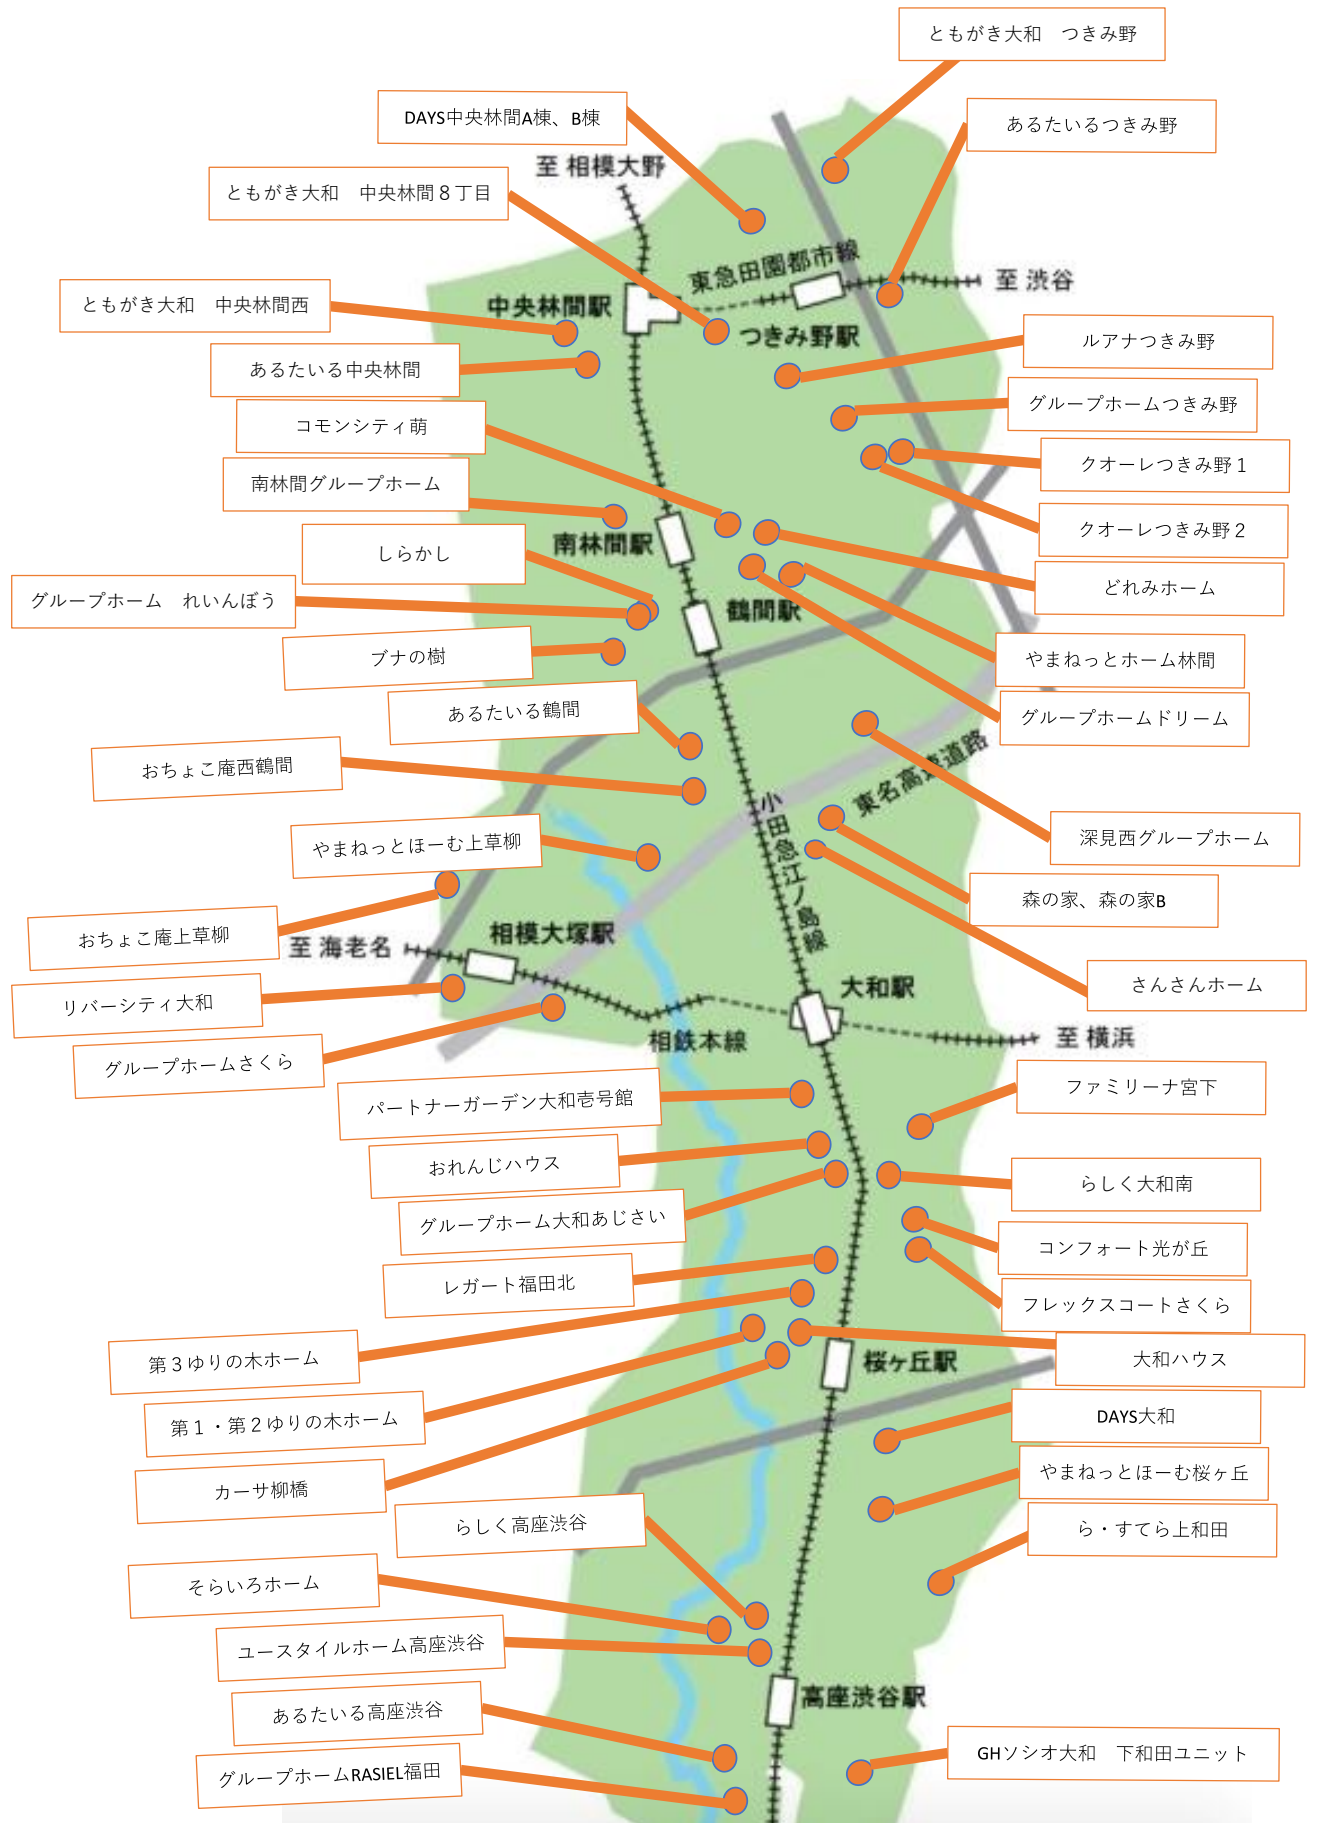 ともがき大和　つきみ野
DAYS中央林間A棟、B棟
あるたいるつきみ野
至 相模大野
ともがき大和　中央林間８丁目
東急田園都市線
至 渋谷
ともがき大和　中央林間西
中央林間駅
つきみ野駅
ルアナつきみ野
あるたいる中央林間
グループホームつきみ野
コモンシティ萌
クオーレつきみ野１
南林間グループホーム
クオーレつきみ野２
しらかし
南林間駅
どれみホーム
グループホーム　れいんぼう
鶴間駅
ブナの樹
やまねっとホーム林間
あるたいる鶴間
グループホームドリーム
おちょこ庵西鶴間
東名高速道路
小田急江ノ島線
やまねっとほーむ上草柳
深見西グループホーム
森の家、森の家B
おちょこ庵上草柳
至 海老名
相模大塚駅
さんさんホーム
リバーシティ大和
大和駅
相鉄本線
至 横浜
グループホームさくら
パートナーガーデン大和壱号館
ファミリーナ宮下
おれんじハウス
らしく大和南
グループホーム大和あじさい
コンフォート光が丘
レガート福田北
フレックスコートさくら
第３ゆりの木ホーム
大和ハウス
桜ヶ丘駅
第１・第２ゆりの木ホーム
DAYS大和
カーサ柳橋
やまねっとほーむ桜ヶ丘
らしく高座渋谷
ら・すてら上和田
そらいろホーム
ユースタイルホーム高座渋谷
高座渋谷駅
あるたいる高座渋谷
GHソシオ大和　下和田ユニット
グループホームRASIEL福田